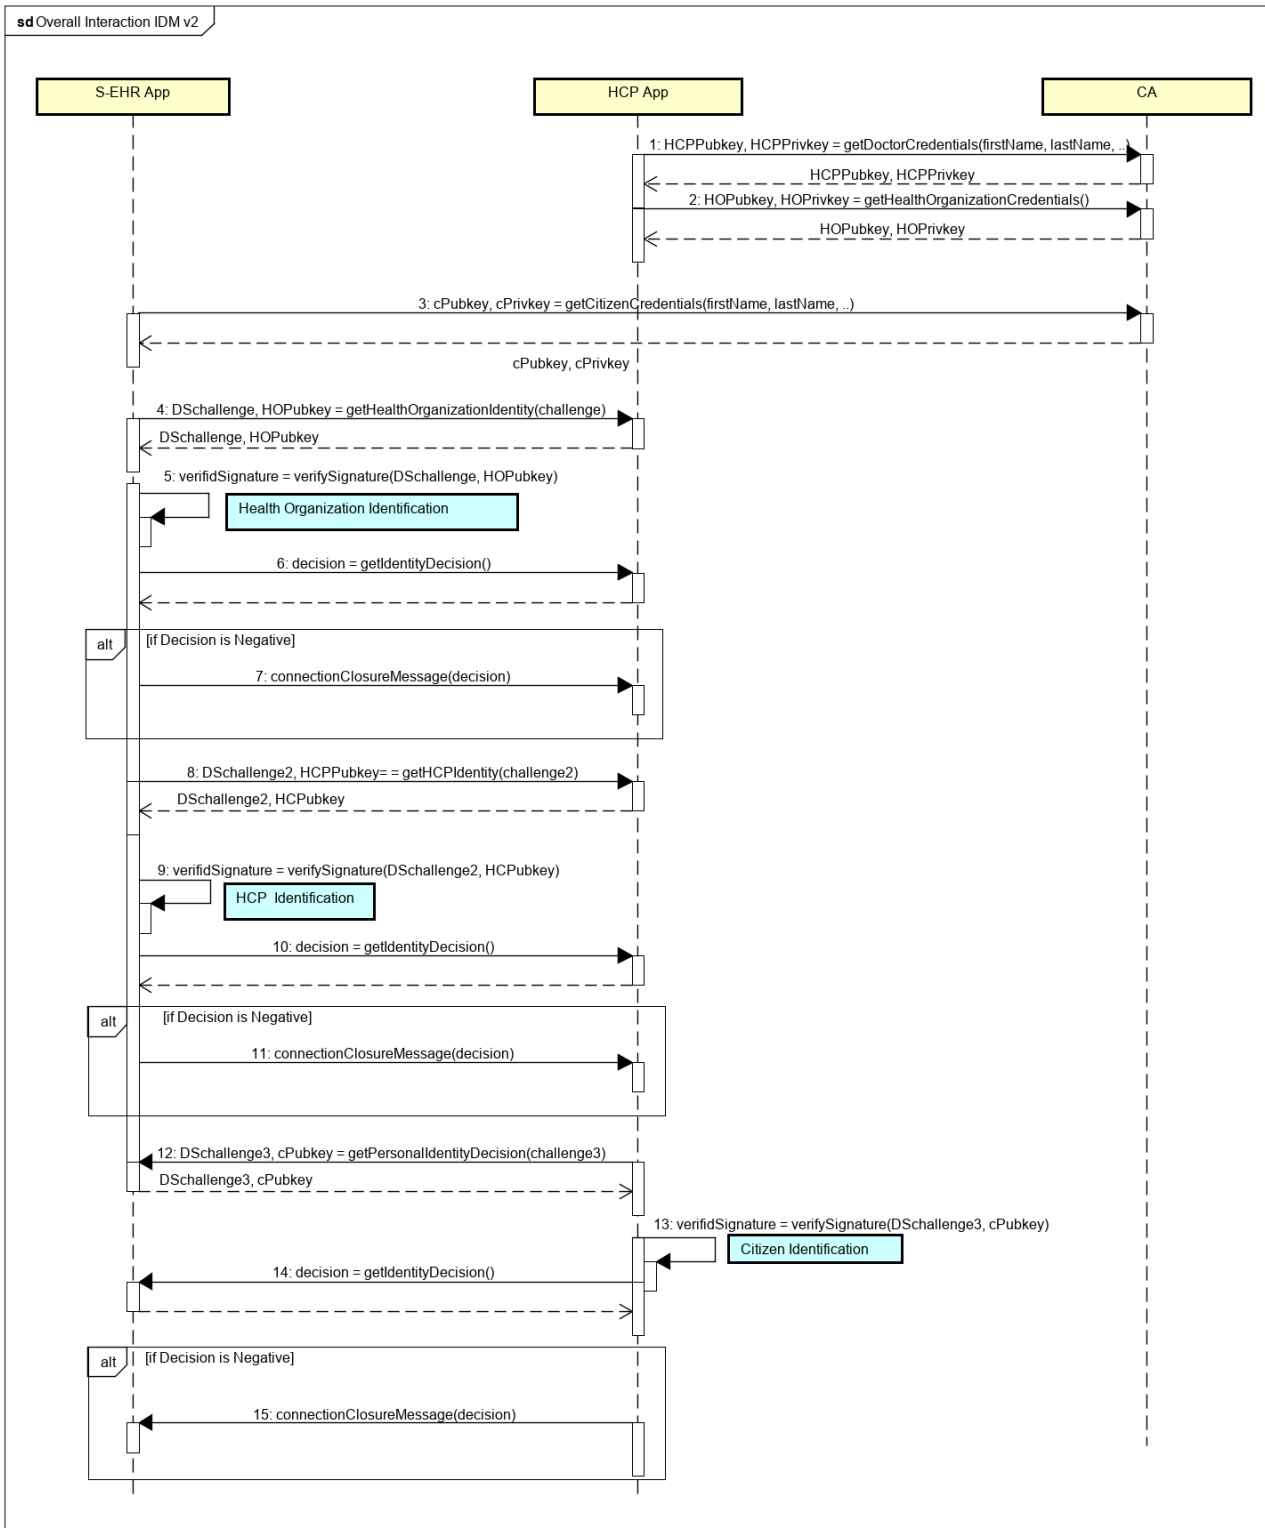 sd Overall Interaction IDM v2
S-EHR App
HCP App
CA
1: HCPPubkey, HCPPrivkey = getDoctorCredentials(firstName, lastName, ..)
HCPPubkey, HCPPrivkey
2: HOPubkey, HOPrivkey = getHealthOrganizationCredentials()
HOPubkey, HOPrivkey
3: cPubkey, cPrivkey = getCitizenCredentials(firstName, lastName, ..)
cPubkey, cPrivkey
4: DSchallenge, HOPubkey = getHealthOrganizationIdentity(challenge)
DSchallenge, HOPubkey
5: verifidSignature = verifySignature(DSchallenge, HOPubkey)
Health Organization Identification
6: decision = getIdentityDecision()
alt
[if Decision is Negative]
7: connectionClosureMessage(decision)
8: DSchallenge2, HCPPubkey= = getHCPIdentity(challenge2)
DSchallenge2, HCPubkey
9: verifidSignature = verifySignature(DSchallenge2, HCPubkey)
HCP  Identification
10: decision = getIdentityDecision()
alt
[if Decision is Negative]
11: connectionClosureMessage(decision)
12: DSchallenge3, cPubkey = getPersonalIdentityDecision(challenge3)
DSchallenge3, cPubkey
13: verifidSignature = verifySignature(DSchallenge3, cPubkey)
Citizen Identification
14: decision = getIdentityDecision()
alt
[if Decision is Negative]
15: connectionClosureMessage(decision)